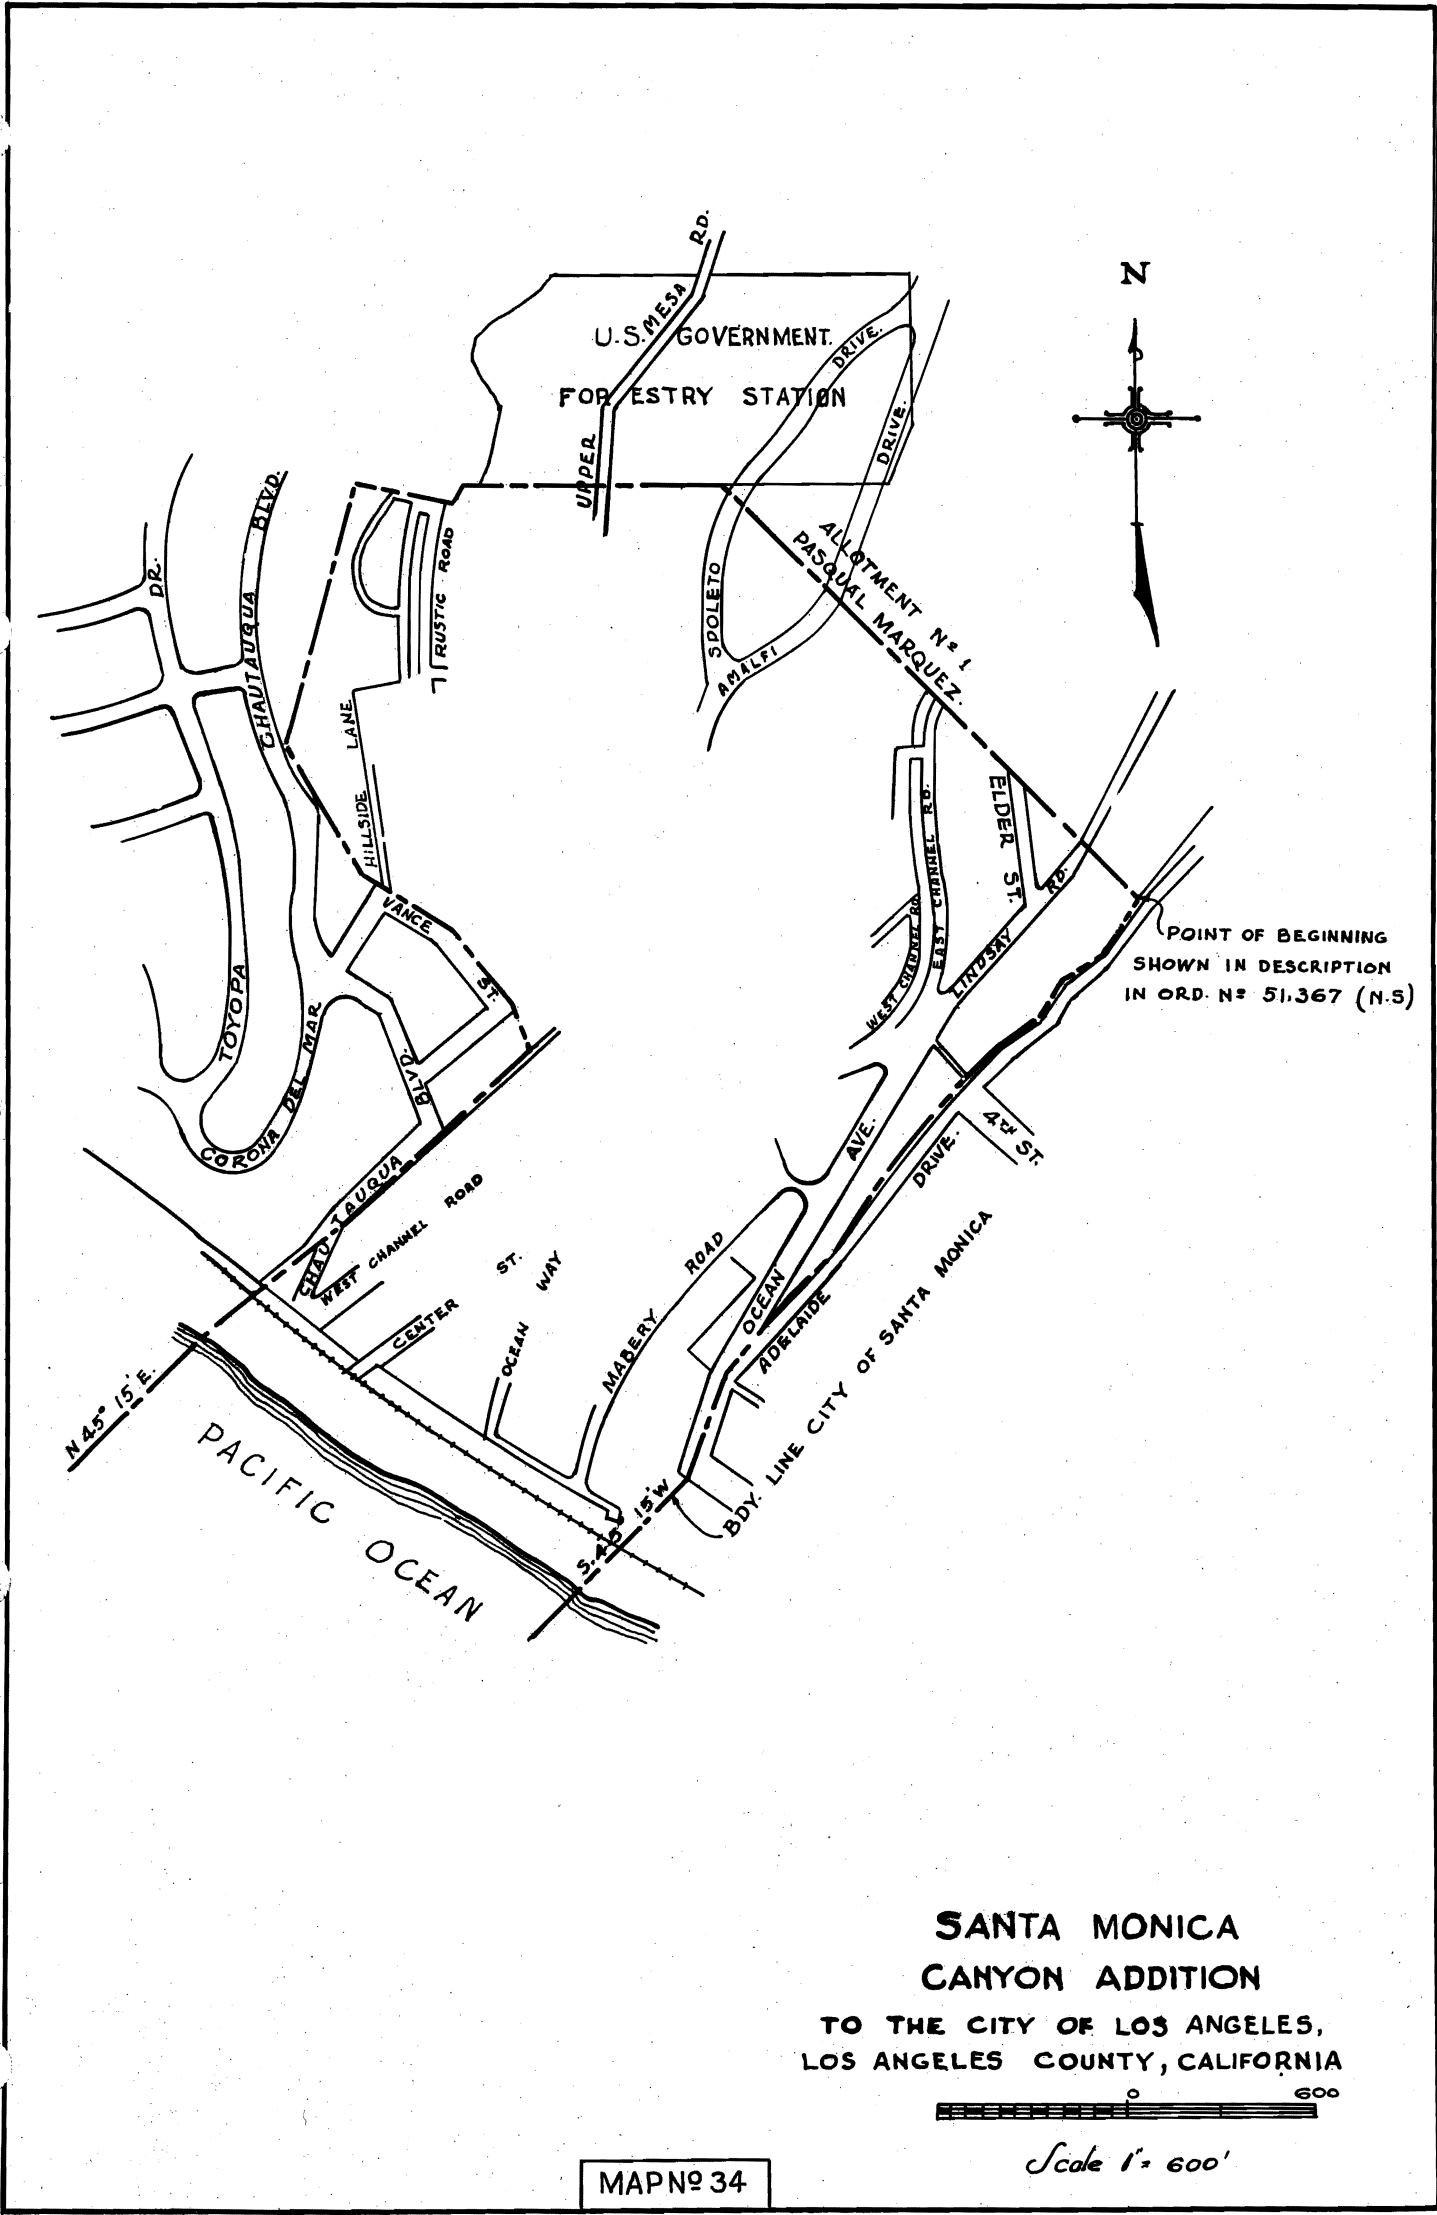 RD.
MESA
UPPER
U.S. GOVERNMENT.
FORESTRY STATION
DRIVE.
DRIVE.
N
ALLOTMENT Nº 1
PASQUAL MARQUEZ.
SPOLETO
AMALFI
DR.
CHAUTAUQUA BLVD.
RUSTIC ROAD
HILLSIDE LANE
VANCE ST.
TOYOPA
CORONA DEL MAR
BLVD.
CHAUTAUQUA
WEST CHANNEL ROAD
CENTER ST.
OCEAN WAY
MABERY ROAD
OCEAN AVE.
ADELAIDE DRIVE.
4TH ST.
WEST CHANNEL RD.
EAST CHANNEL RD.
ELDER ST.
LINDSAY RD.
POINT OF BEGINNING
SHOWN IN DESCRIPTION
IN ORD. Nº 51,367 (N.S)
BDY. LINE CITY OF SANTA MONICA
N 45° 15' E.
S. 45° 15' W
PACIFIC OCEAN
SANTA MONICA
CANYON ADDITION
TO THE CITY OF LOS ANGELES,
LOS ANGELES COUNTY, CALIFORNIA
0 600
Scale 1" = 600'
MAP Nº 34